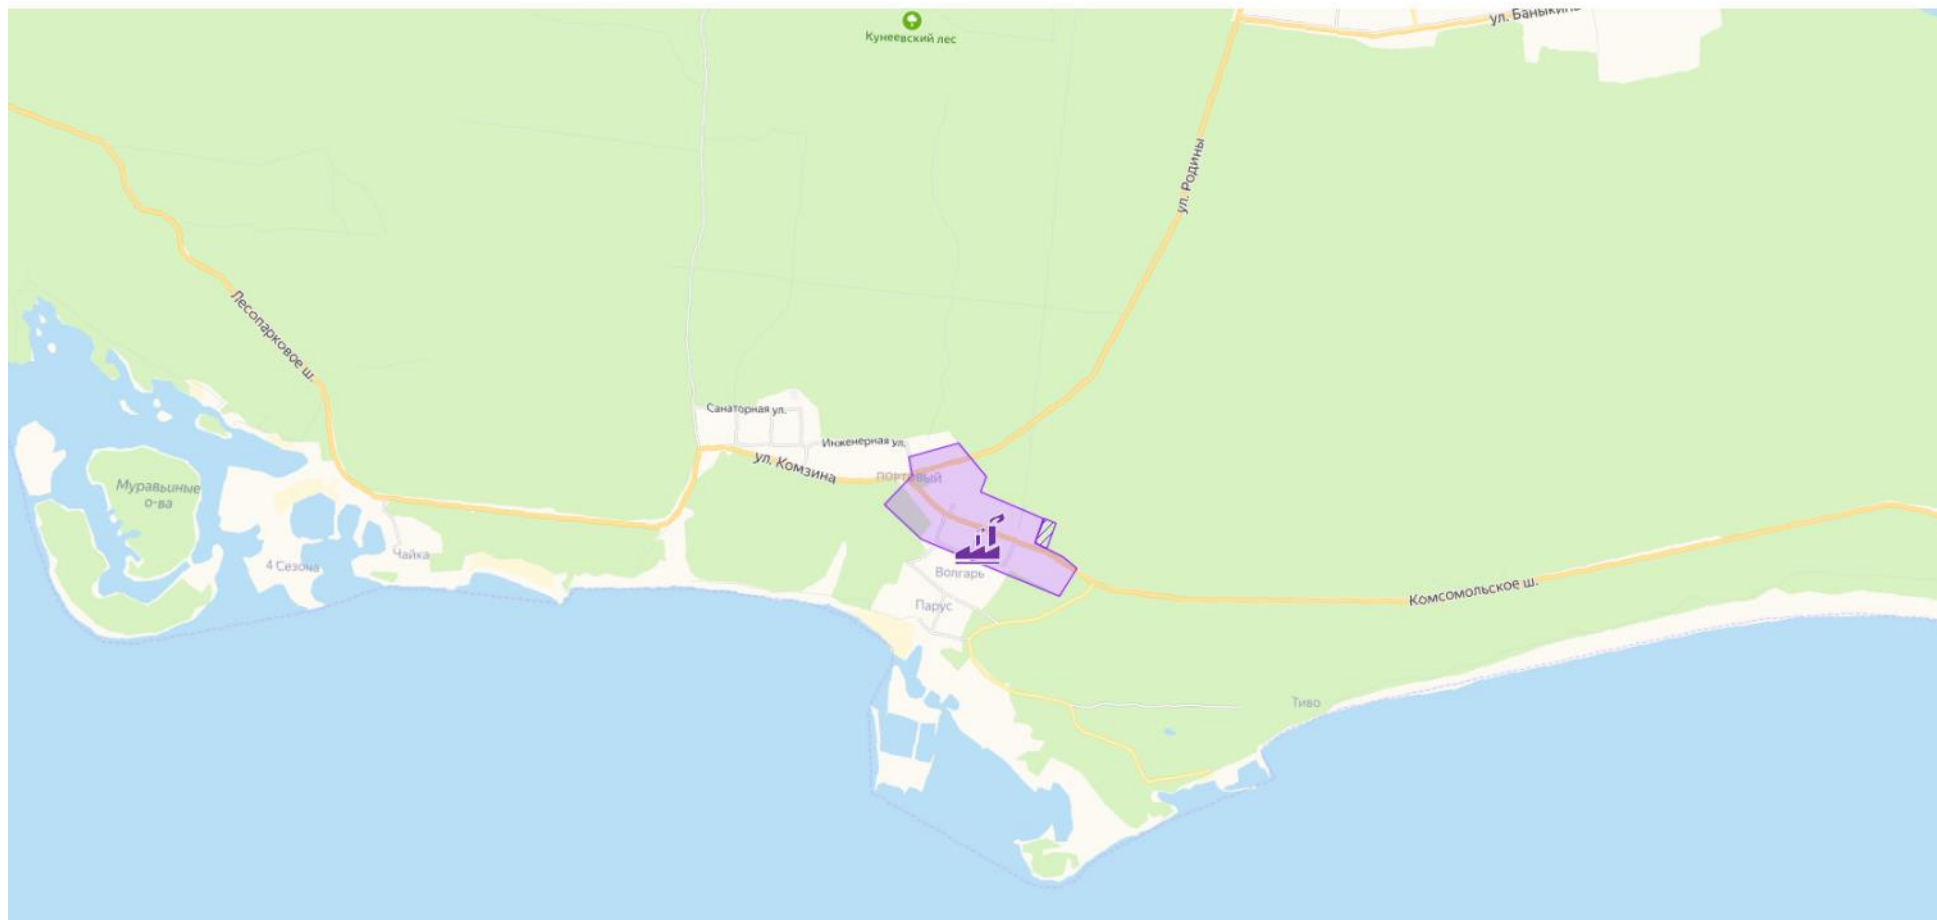 ул. Баныкина
Кунеевский лес
ул. Родины
Лесопарковое ш.
Санаторная ул.
Инженерная ул.
ул. Комзина
ПОРТОВЫЙ
Муравьиные
о-ва
Чайка
4 Сезона
Волгарь
Парус
Комсомольское ш.
Тиво